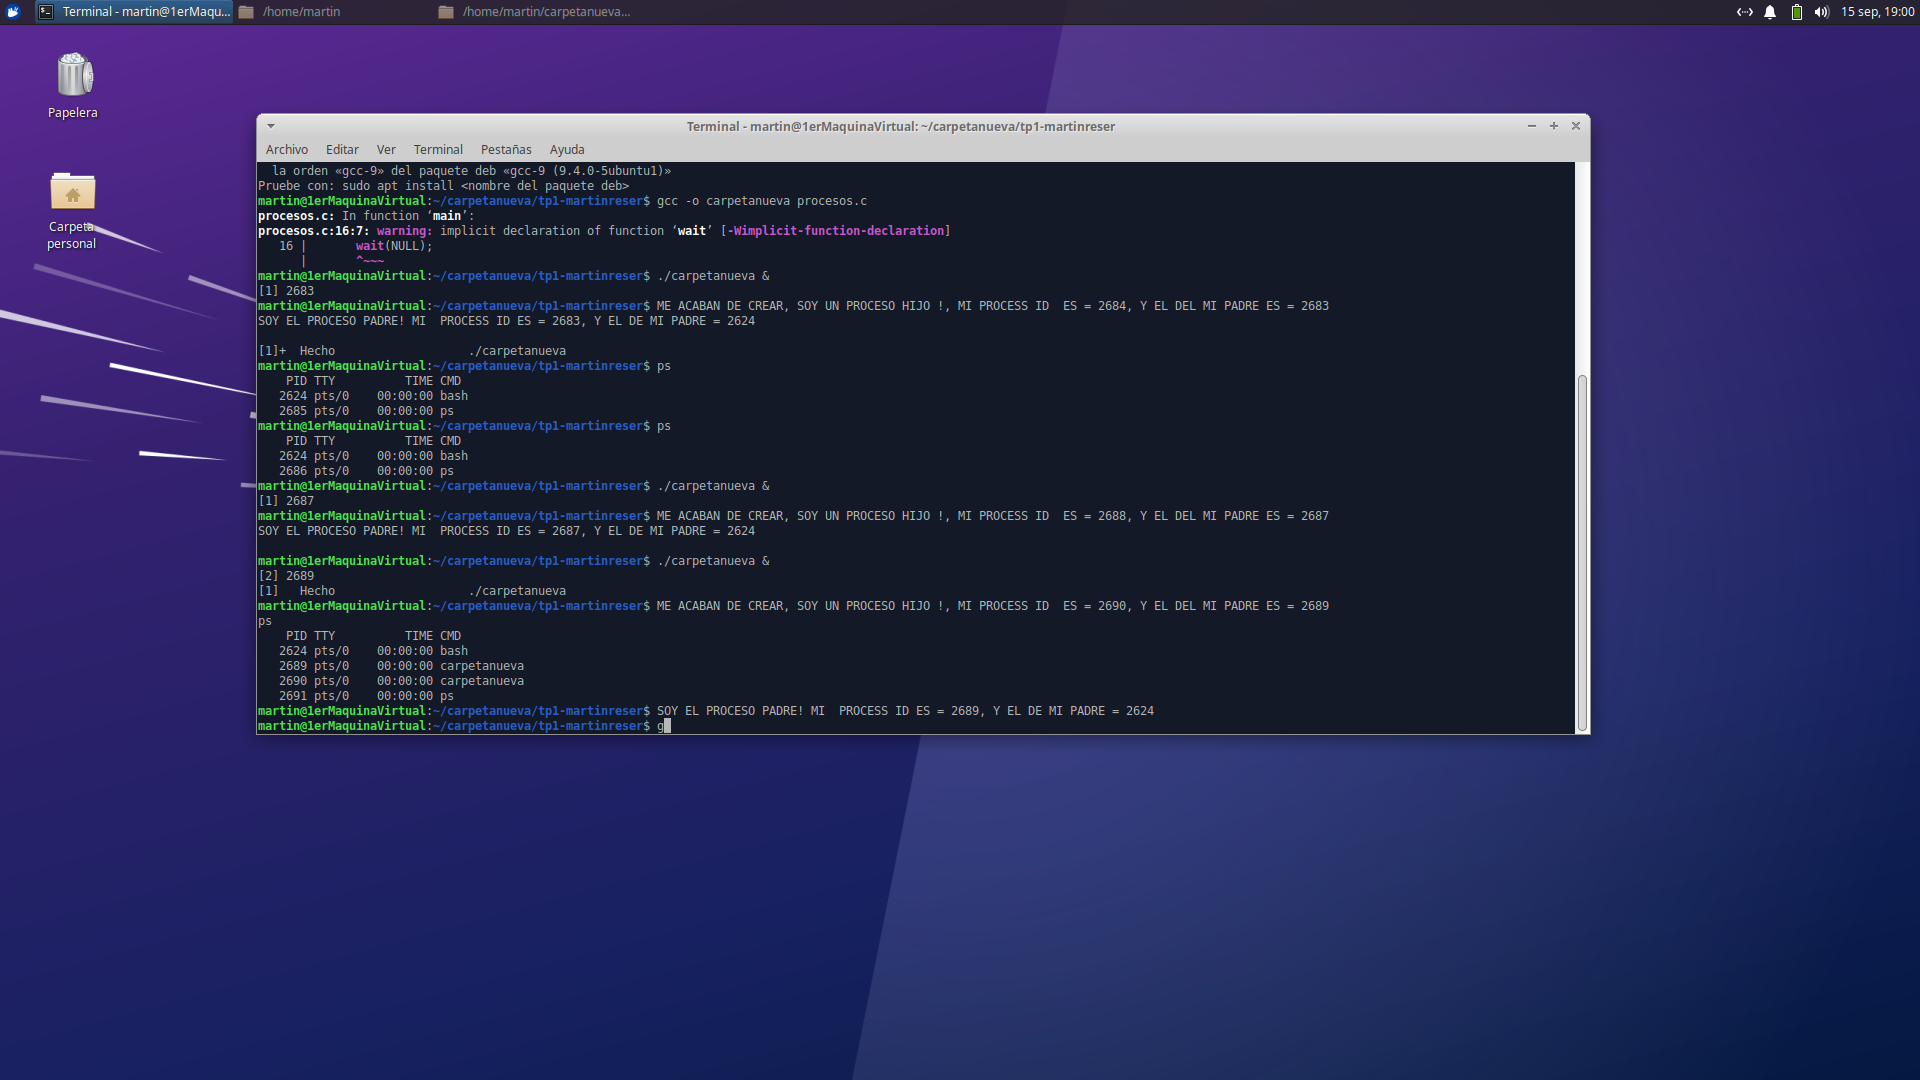 Terminal - martin@1erMaqu...
/home/martin
/home/martin/carpetanueva...
15 sep, 19:00
Papelera
Carpeta
personal
Terminal - martin@1erMaquinaVirtual: ~/carpetanueva/tp1-martinreser
Archivo Editar Ver Terminal Pestañas Ayuda
la orden «gcc-9» del paquete deb «gcc-9 (9.4.0-5ubuntu1)»
Pruebe con: sudo apt install <nombre del paquete deb>
martin@1erMaquinaVirtual:~/carpetanueva/tp1-martinreser$ gcc -o carpetanueva procesos.c
procesos.c: In function ‘main’:
procesos.c:16:7: warning: implicit declaration of function ‘wait’ [-Wimplicit-function-declaration]
   16 |       wait(NULL);
      |       ^~~~
martin@1erMaquinaVirtual:~/carpetanueva/tp1-martinreser$ ./carpetanueva &
[1] 2683
martin@1erMaquinaVirtual:~/carpetanueva/tp1-martinreser$ ME ACABAN DE CREAR, SOY UN PROCESO HIJO !, MI PROCESS ID  ES = 2684, Y EL DEL MI PADRE ES = 2683
SOY EL PROCESO PADRE! MI  PROCESS ID ES = 2683, Y EL DE MI PADRE = 2624
[1]+  Hecho                   ./carpetanueva
martin@1erMaquinaVirtual:~/carpetanueva/tp1-martinreser$ ps
    PID TTY          TIME CMD
   2624 pts/0    00:00:00 bash
   2685 pts/0    00:00:00 ps
martin@1erMaquinaVirtual:~/carpetanueva/tp1-martinreser$ ps
    PID TTY          TIME CMD
   2624 pts/0    00:00:00 bash
   2686 pts/0    00:00:00 ps
martin@1erMaquinaVirtual:~/carpetanueva/tp1-martinreser$ ./carpetanueva &
[1] 2687
martin@1erMaquinaVirtual:~/carpetanueva/tp1-martinreser$ ME ACABAN DE CREAR, SOY UN PROCESO HIJO !, MI PROCESS ID  ES = 2688, Y EL DEL MI PADRE ES = 2687
SOY EL PROCESO PADRE! MI  PROCESS ID ES = 2687, Y EL DE MI PADRE = 2624
martin@1erMaquinaVirtual:~/carpetanueva/tp1-martinreser$ ./carpetanueva &
[2] 2689
[1]   Hecho                   ./carpetanueva
martin@1erMaquinaVirtual:~/carpetanueva/tp1-martinreser$ ME ACABAN DE CREAR, SOY UN PROCESO HIJO !, MI PROCESS ID  ES = 2690, Y EL DEL MI PADRE ES = 2689
ps
    PID TTY          TIME CMD
   2624 pts/0    00:00:00 bash
   2689 pts/0    00:00:00 carpetanueva
   2690 pts/0    00:00:00 carpetanueva
   2691 pts/0    00:00:00 ps
martin@1erMaquinaVirtual:~/carpetanueva/tp1-martinreser$ SOY EL PROCESO PADRE! MI  PROCESS ID ES = 2689, Y EL DE MI PADRE = 2624
martin@1erMaquinaVirtual:~/carpetanueva/tp1-martinreser$ g